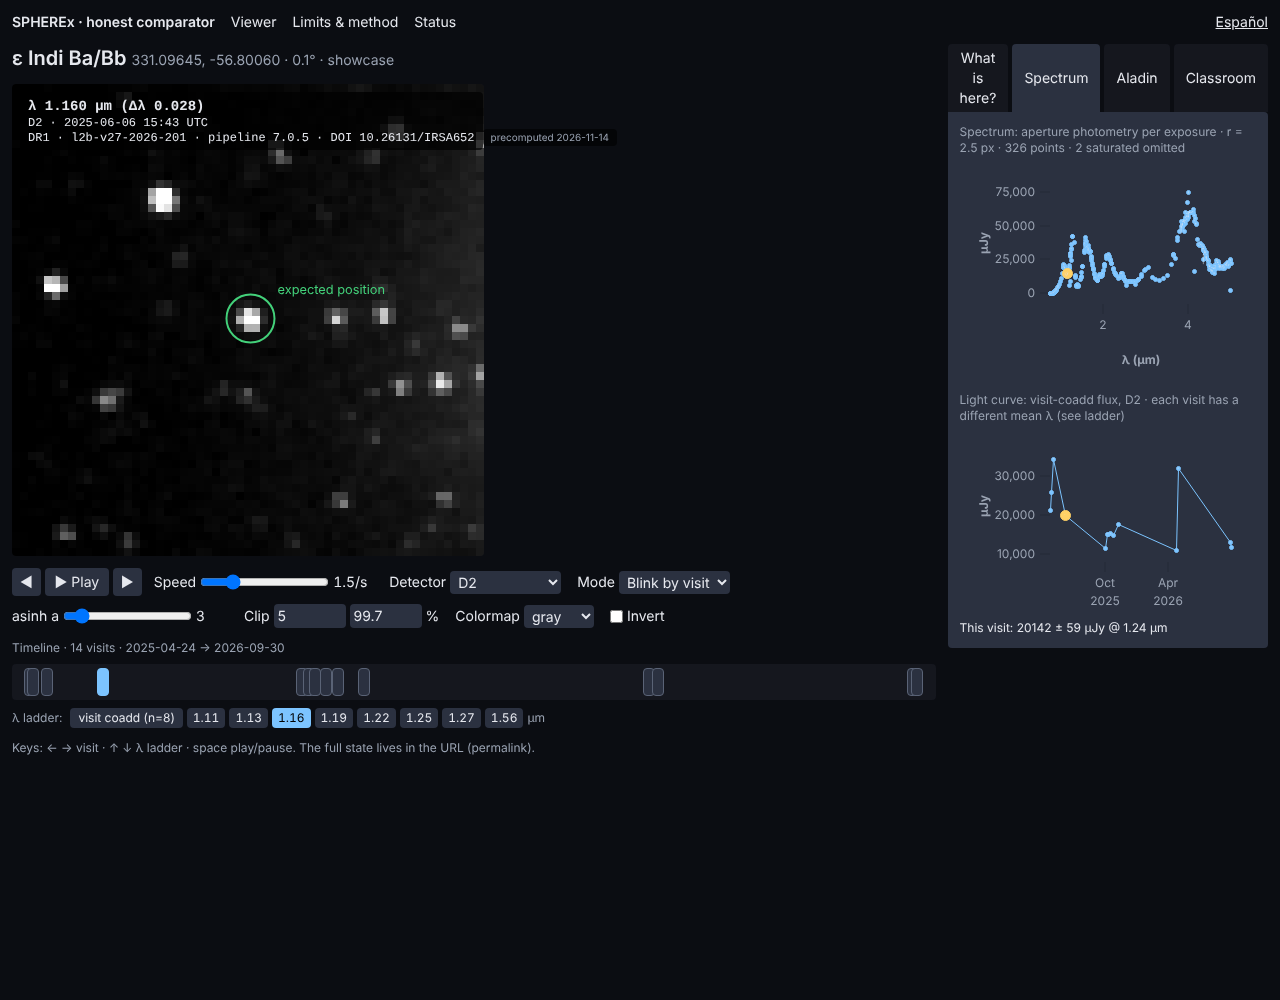 SPHEREx · honest comparator Viewer Limits & method Status Español
ε Indi Ba/Bb 331.09645, -56.80060 · 0.1° · showcase
λ 1.160 µm (Δλ 0.028)
D2 · 2025-06-06 15:43 UTC
DR1 · l2b-v27-2026-201 · pipeline 7.0.5 · DOI 10.26131/IRSA652
precomputed 2026-11-14
expected position
◀ ▶ Play ▶ Speed 1.5/s Detector D2 Mode Blink by visit
asinh a 3 Clip 5 99.7 % Colormap gray Invert
Timeline · 14 visits · 2025-04-24 → 2026-09-30
λ ladder: visit coadd (n=8) 1.11 1.13 1.16 1.19 1.22 1.25 1.27 1.56 µm
Keys: ← → visit · ↑ ↓ λ ladder · space play/pause. The full state lives in the URL (permalink).
What is here? Spectrum Aladin Classroom
Spectrum: aperture photometry per exposure · r =
2.5 px · 326 points · 2 saturated omitted
75,000
50,000
25,000
0
µJy
2 4
λ (µm)
Light curve: visit-coadd flux, D2 · each visit has a
different mean λ (see ladder)
30,000
20,000
10,000
µJy
Oct Apr
2025 2026
This visit: 20142 ± 59 µJy @ 1.24 µm